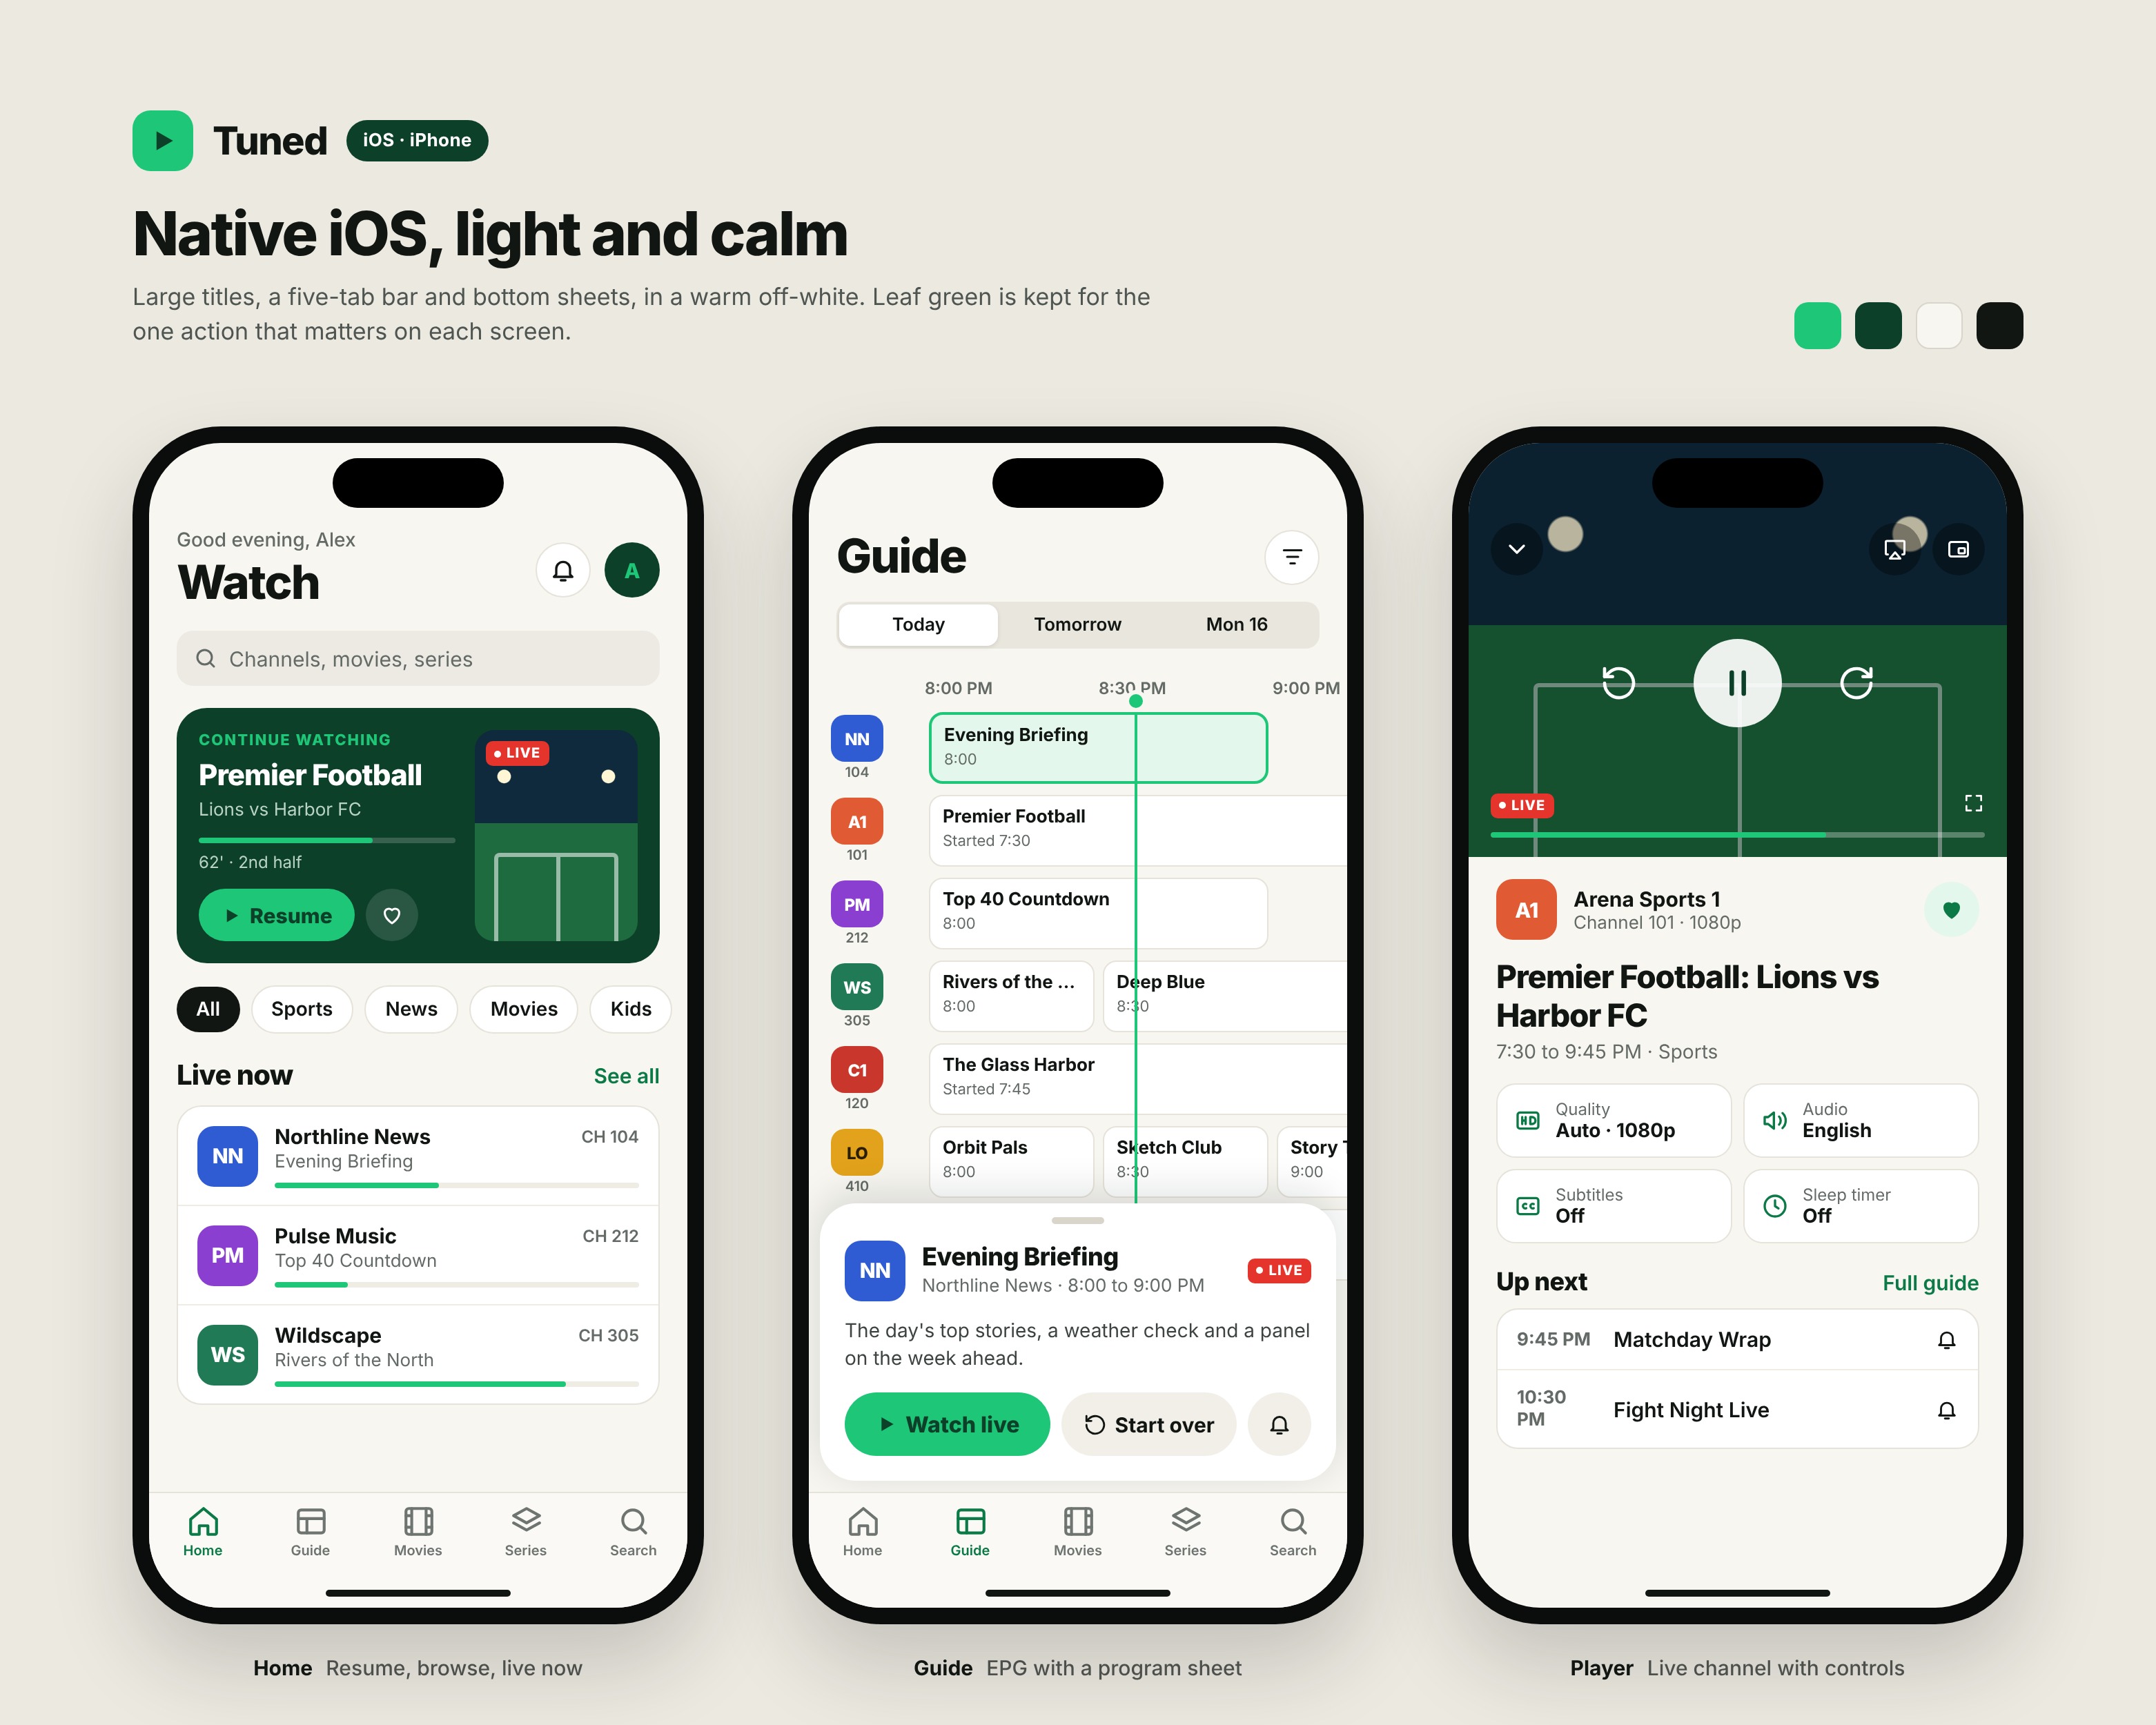 Tuned
iOS · iPhone
Native iOS, light and calm
Large titles, a five-tab bar and bottom sheets, in a warm off-white. Leaf green is kept for the
one action that matters on each screen.
Good evening, Alex
Watch
A
Channels, movies, series
CONTINUE WATCHING
Premier Football
Lions vs Harbor FC
62' · 2nd half
Resume
LIVE
All
Sports
News
Movies
Kids
Live now
See all
NN
Northline News
CH 104
Evening Briefing
PM
Pulse Music
CH 212
Top 40 Countdown
WS
Wildscape
CH 305
Rivers of the North
Home
Guide
Movies
Series
Search
Home Resume, browse, live now
Guide
Today
Tomorrow
Mon 16
8:00 PM
8:30 PM
9:00 PM
NN
104
Evening Briefing
8:00
A1
101
Premier Football
Started 7:30
PM
212
Top 40 Countdown
8:00
WS
305
Rivers of the ...
8:00
Deep Blue
8:30
C1
120
The Glass Harbor
Started 7:45
LO
410
Orbit Pals
8:00
Sketch Club
8:30
Story
9:00
NN
Evening Briefing
Northline News · 8:00 to 9:00 PM
LIVE
The day's top stories, a weather check and a panel
on the week ahead.
Watch live
Start over
Home
Guide
Movies
Series
Search
Guide EPG with a program sheet
LIVE
A1
Arena Sports 1
Channel 101 · 1080p
Premier Football: Lions vs
Harbor FC
7:30 to 9:45 PM · Sports
HD
Quality
Auto · 1080p
Audio
English
CC
Subtitles
Off
Sleep timer
Off
Up next
Full guide
9:45 PM
Matchday Wrap
10:30
PM
Fight Night Live
Player Live channel with controls